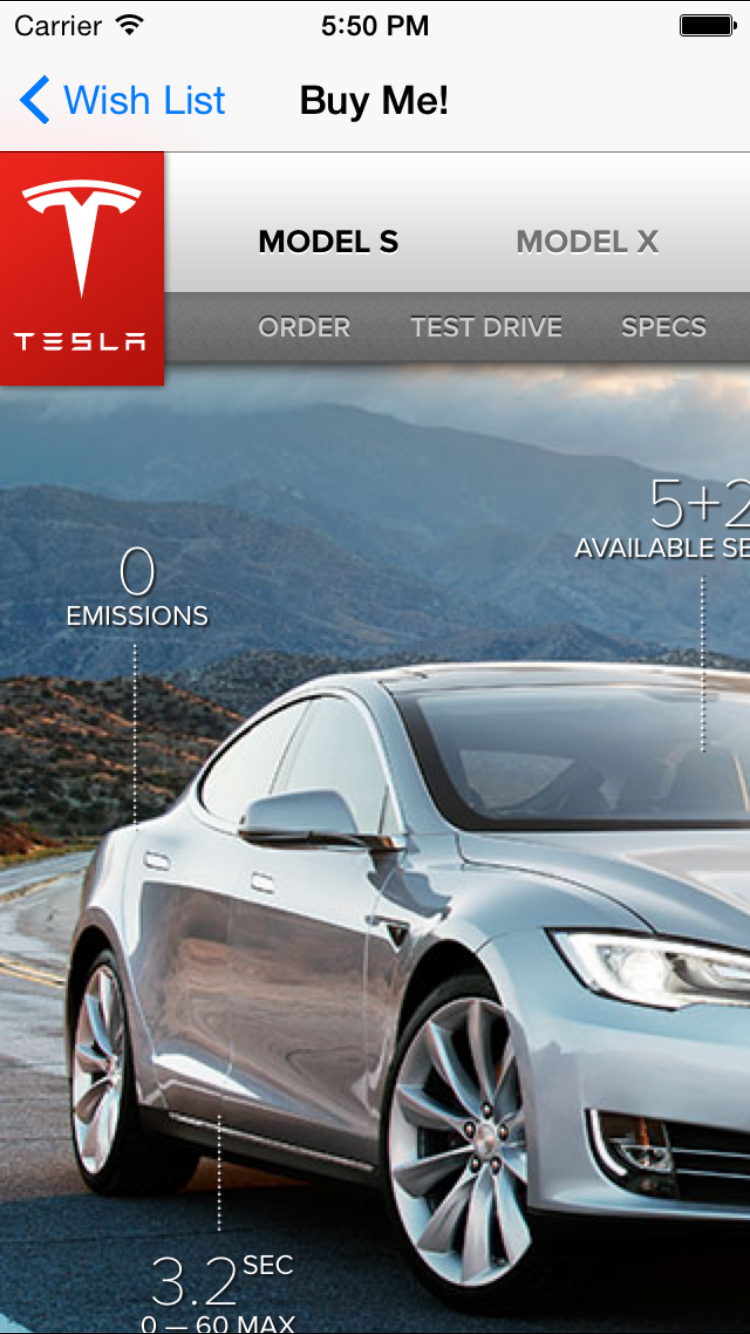 Carrier 5:50 PM
Wish List Buy Me!
MODEL S MODEL X
TESLA
ORDER TEST DRIVE SPECS
5+2
AVAILABLE SE
0
EMISSIONS
3.2 SEC
0 — 60 MAX